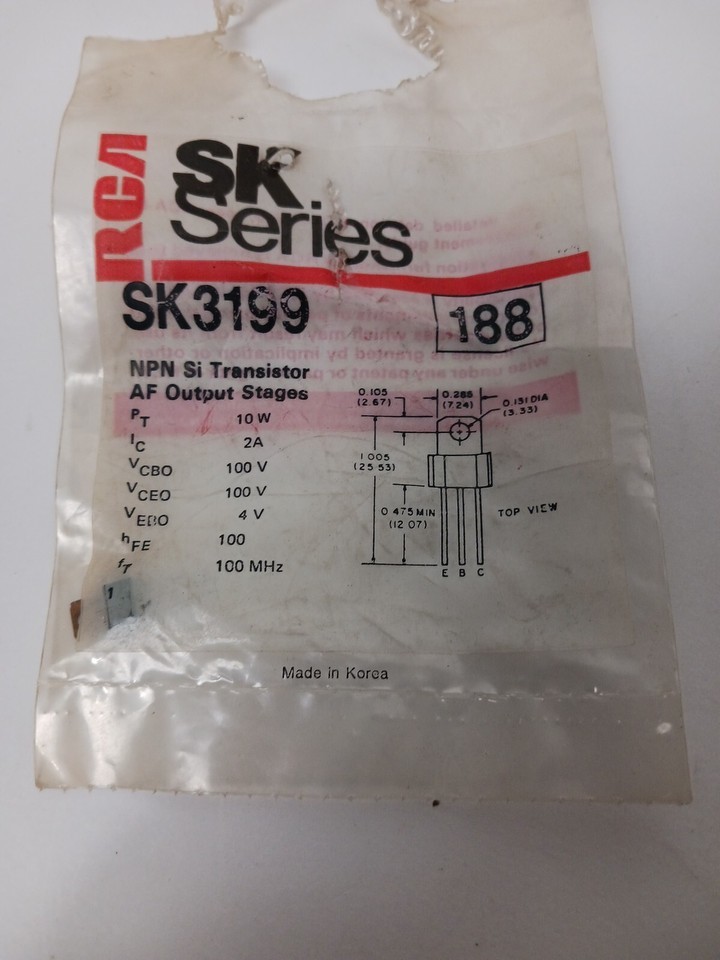 RCA
SK
Series
SK3199
188
NPN Si Transistor
AF Output Stages
PT 10 W
IC 2A
VCBO 100 V
VCEO 100 V
VEBO 4 V
hFE 100
fT 100 MHz
0.105
(2.67)
0.285
(7.24)
0.131 DIA
(3.33)
1.005
(25.53)
0.475 MIN
(12.07)
TOP VIEW
E B C
1
Made in Korea